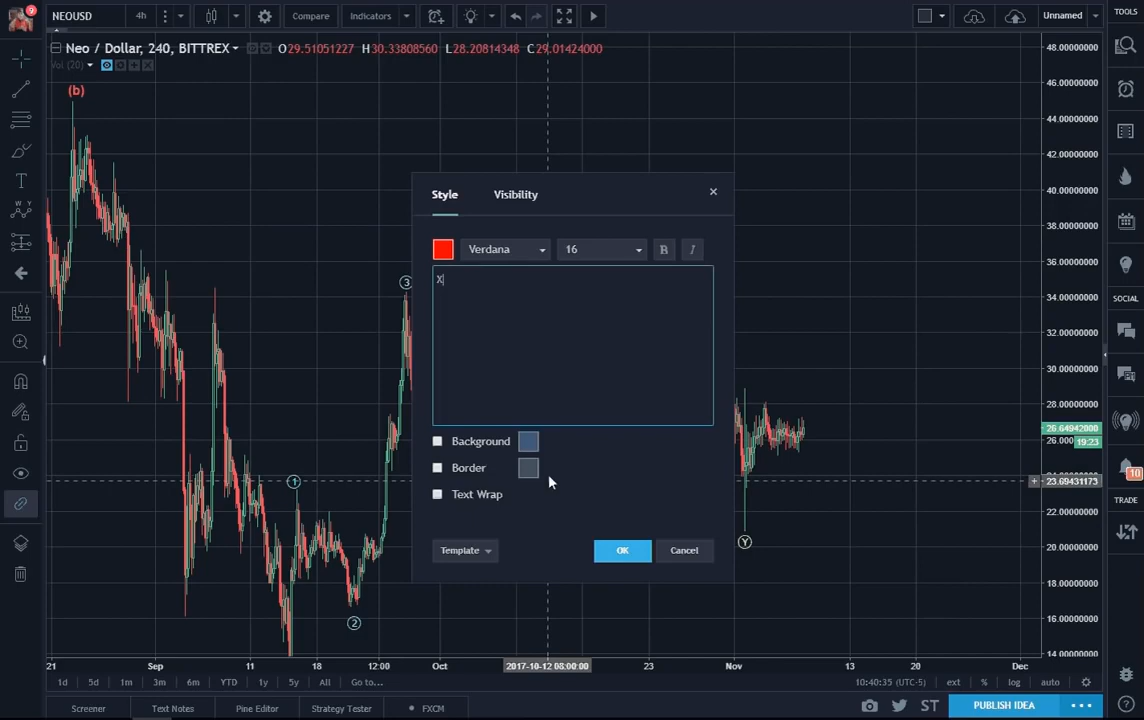 9
NEOUSD
4h
Compare
Indicators
Unnamed
TOOLS
Neo / Dollar, 240, BITTREX
O29.51051227 H30.33808560 L28.20814348 C29.01424000
Vol (20)
(b)
3
1
2
Y
Style
Visibility
×
Verdana
16
B
I
X
Background
Border
Text Wrap
Template
OK
Cancel
48.00000000
46.00000000
44.00000000
42.00000000
40.00000000
38.00000000
36.00000000
34.00000000
32.00000000
30.00000000
28.00000000
26.64942000
26.000
19:23
23.69431173
22.00000000
20.00000000
18.00000000
16.00000000
14.00000000
SOCIAL
10
TRADE
21
Sep
11
18
12:00
Oct
2017-10-12 08:00:00
23
Nov
13
20
Dec
1d
5d
1m
3m
6m
YTD
1y
5y
All
Go to...
10:40:35 (UTC-5)
ext
%
log
auto
Screener
Text Notes
Pine Editor
Strategy Tester
FXCM
ST
PUBLISH IDEA
W Y